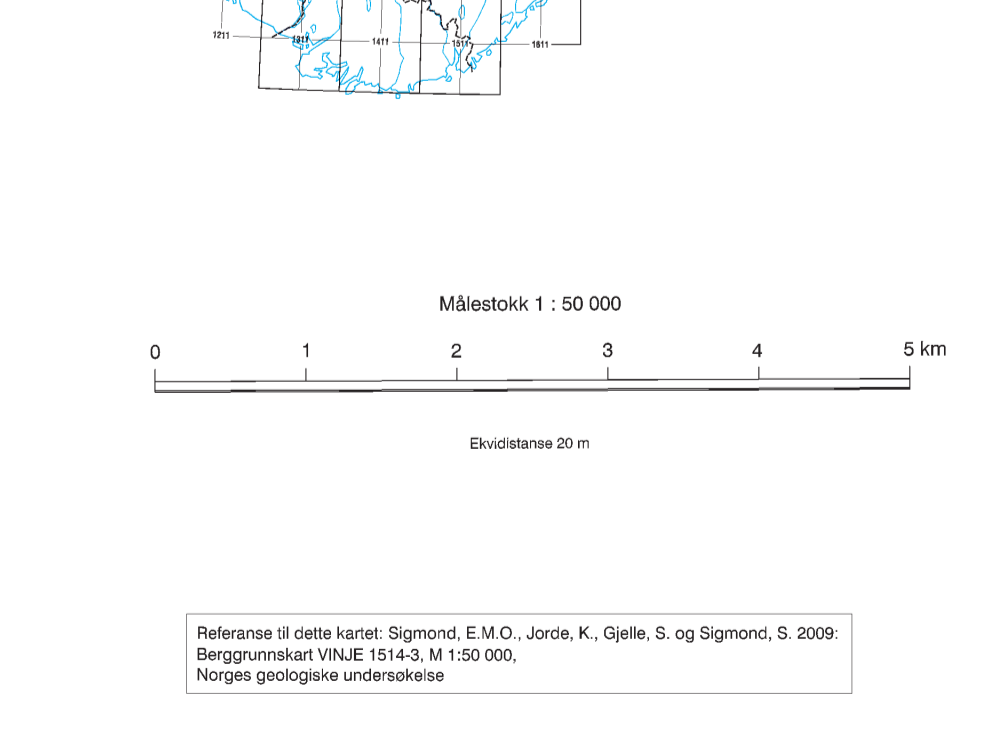 1211
1311
1411
1511
1611
Målestokk 1 : 50 000
0 1 2 3 4 5 km
Ekvidistanse 20 m
Referanse til dette kartet: Sigmond, E.M.O., Jorde, K., Gjelle, S. og Sigmond, S. 2009:
Berggrunnskart VINJE 1514-3, M 1:50 000,
Norges geologiske undersøkelse